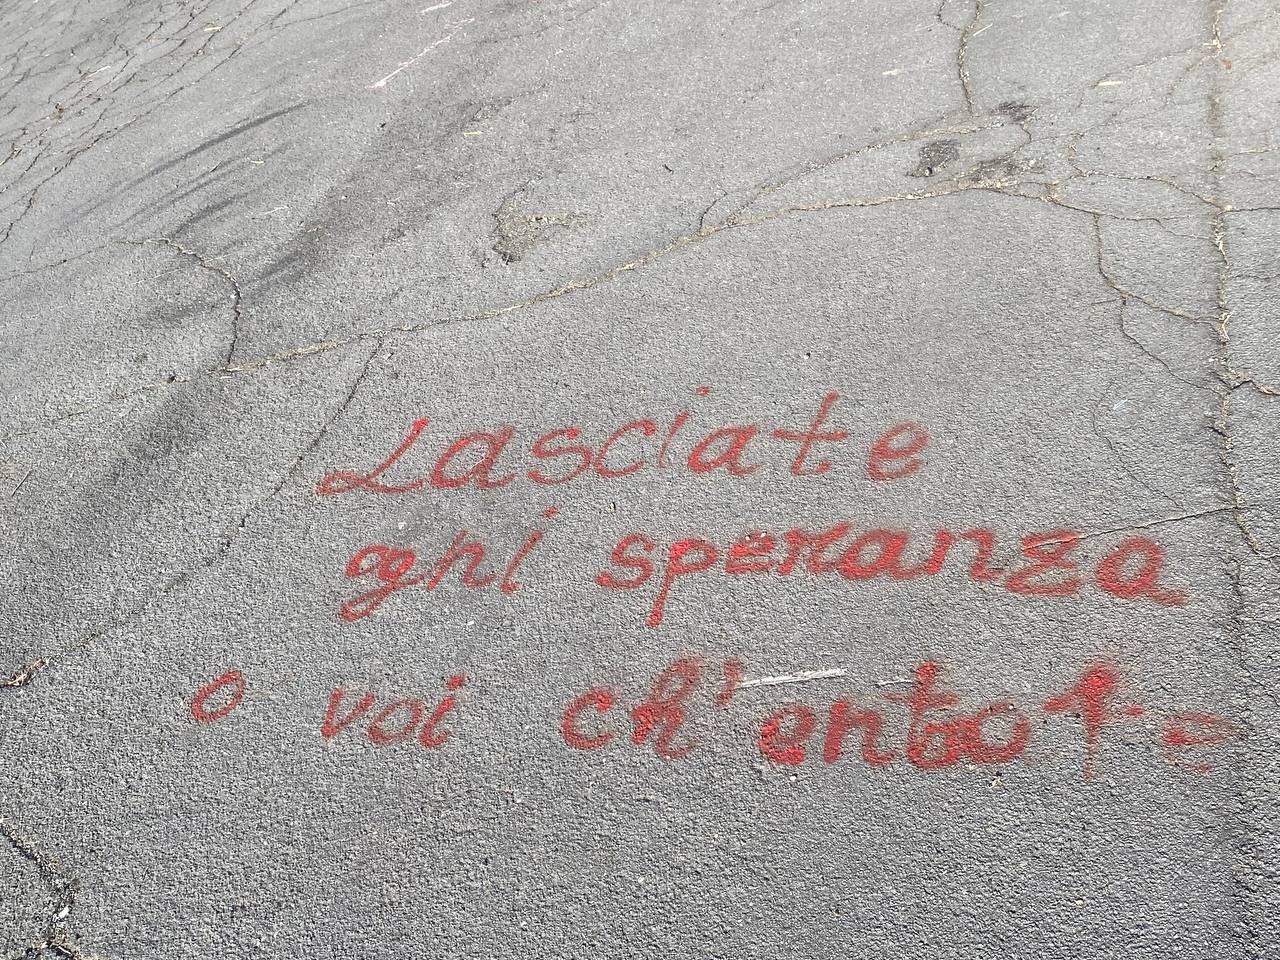 Lasciate
ogni speranza
o voi ch'entrate